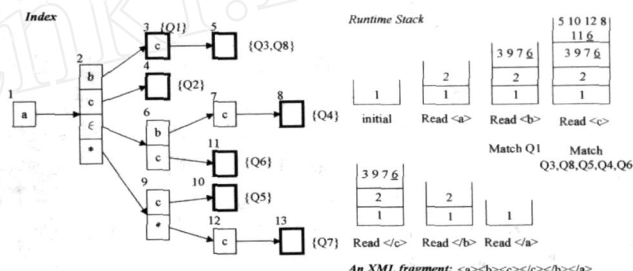 Index
Runtime Stack
3 {Q1} 5
c {Q3,Q8}
2 4
b {Q2}
c
1
a
ϵ
*
6 7 8
b c {Q4}
c 11
{Q6}
9 10
c {Q5}
* 12 13
c {Q7}
1
initial
2
1
Read <a>
3 9 7 6
2
1
Read <b>
Match Q1
5 10 12 8
11 6
3 9 7 6
2
1
Read <c>
Match
Q3,Q8,Q5,Q4,Q6
3 9 7 6
2
1
Read </c>
2
1
Read </b>
1
Read </a>
An XML fragment: <a><b><c></c></b></a>